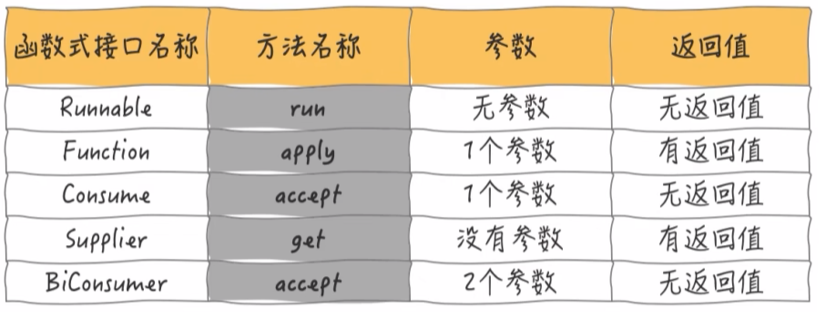 函数式接口名称 方法名称 参数 返回值
Runnable run 无参数 无返回值
Function apply 1个参数 有返回值
Consume accept 1个参数 无返回值
Supplier get 没有参数 有返回值
BiConsumer accept 2个参数 无返回值